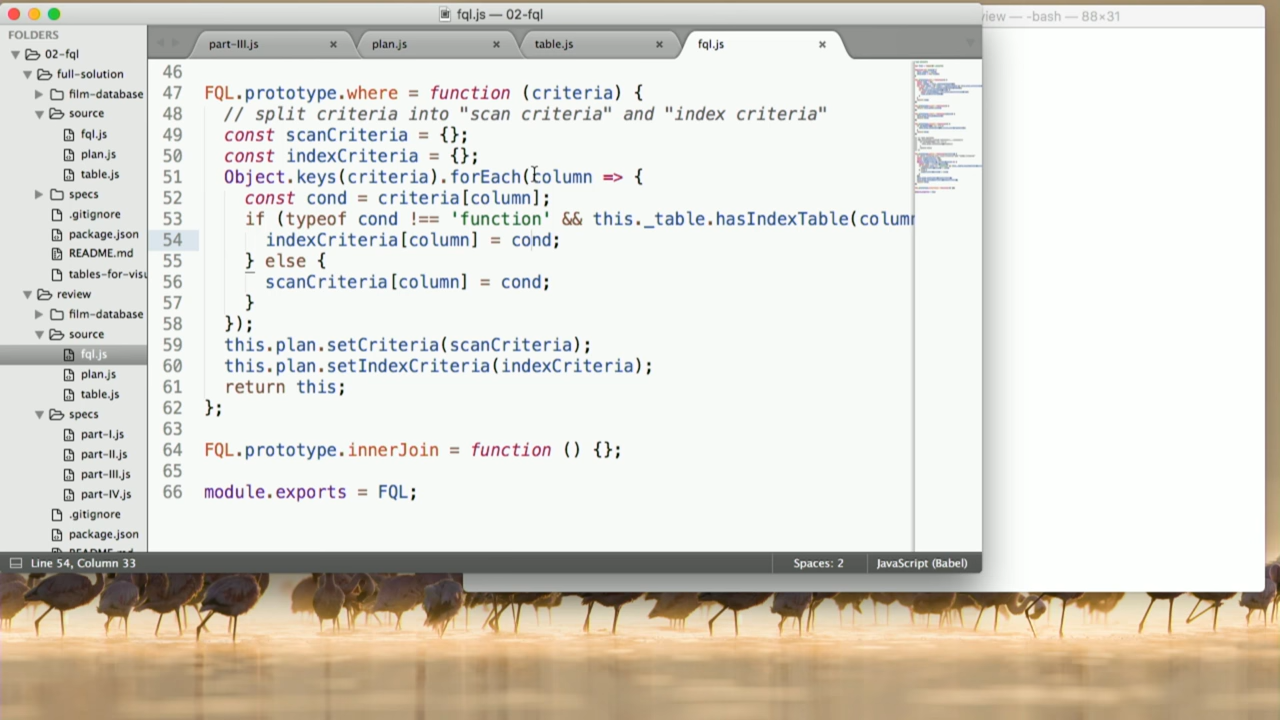 fql.js — 02-fql
view — -bash — 88×31
FOLDERS
02-fql
full-solution
film-database
source
fql.js
plan.js
table.js
specs
.gitignore
package.json
README.md
tables-for-visu
review
film-database
source
fql.js
plan.js
table.js
specs
part-I.js
part-II.js
part-III.js
part-IV.js
.gitignore
package.json
README.md
part-III.js × plan.js × table.js × fql.js ×
46
47 FQL.prototype.where = function (criteria) {
48 // split criteria into "scan criteria" and "index criteria"
49 const scanCriteria = {};
50 const indexCriteria = {};
51 Object.keys(criteria).forEach(column => {
52 const cond = criteria[column];
53 if (typeof cond !== 'function' && this._table.hasIndexTable(column
54 indexCriteria[column] = cond;
55 } else {
56 scanCriteria[column] = cond;
57 }
58 });
59 this.plan.setCriteria(scanCriteria);
60 this.plan.setIndexCriteria(indexCriteria);
61 return this;
62 };
63
64 FQL.prototype.innerJoin = function () {};
65
66 module.exports = FQL;
Line 54, Column 33
Spaces: 2
JavaScript (Babel)